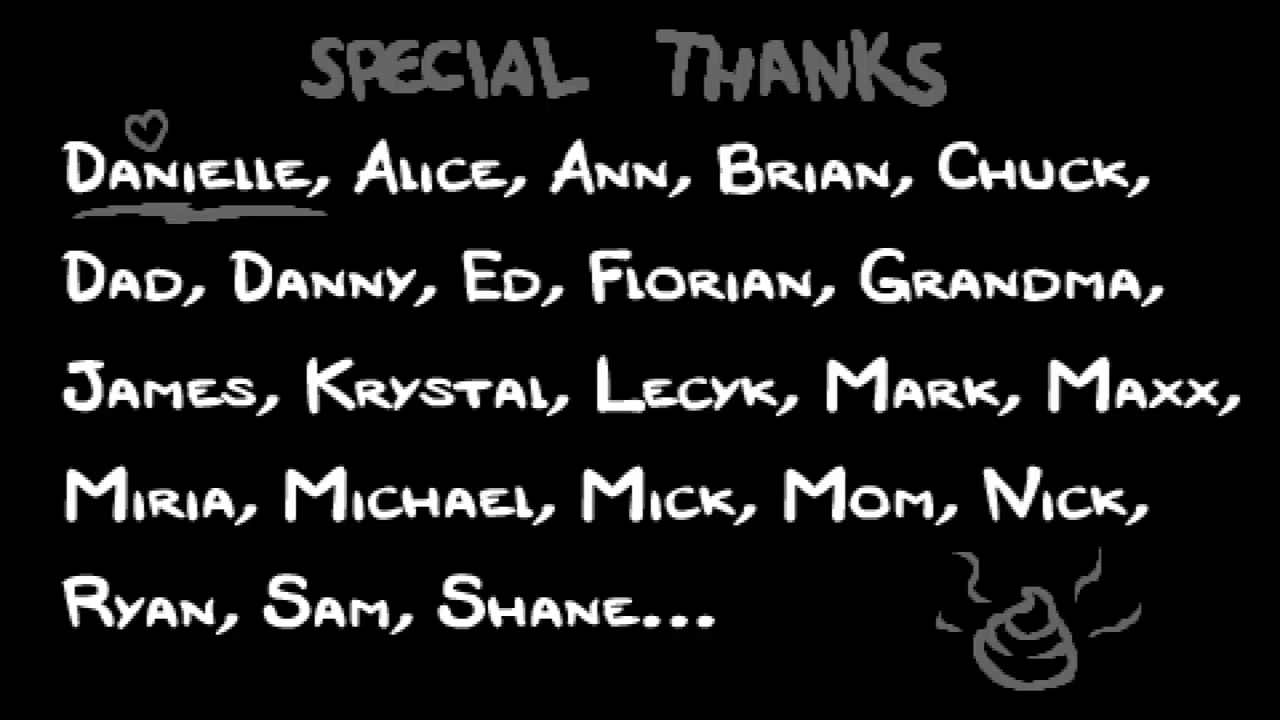 SPECIAL THANKS
DANIELLE, ALICE, ANN, BRIAN, CHUCK,
DAD, DANNY, ED, FLORIAN, GRANDMA,
JAMES, KRYSTAL, LECYK, MARK, MAXX,
MIRIA, MICHAEL, MICK, MOM, NICK,
RYAN, SAM, SHANE...